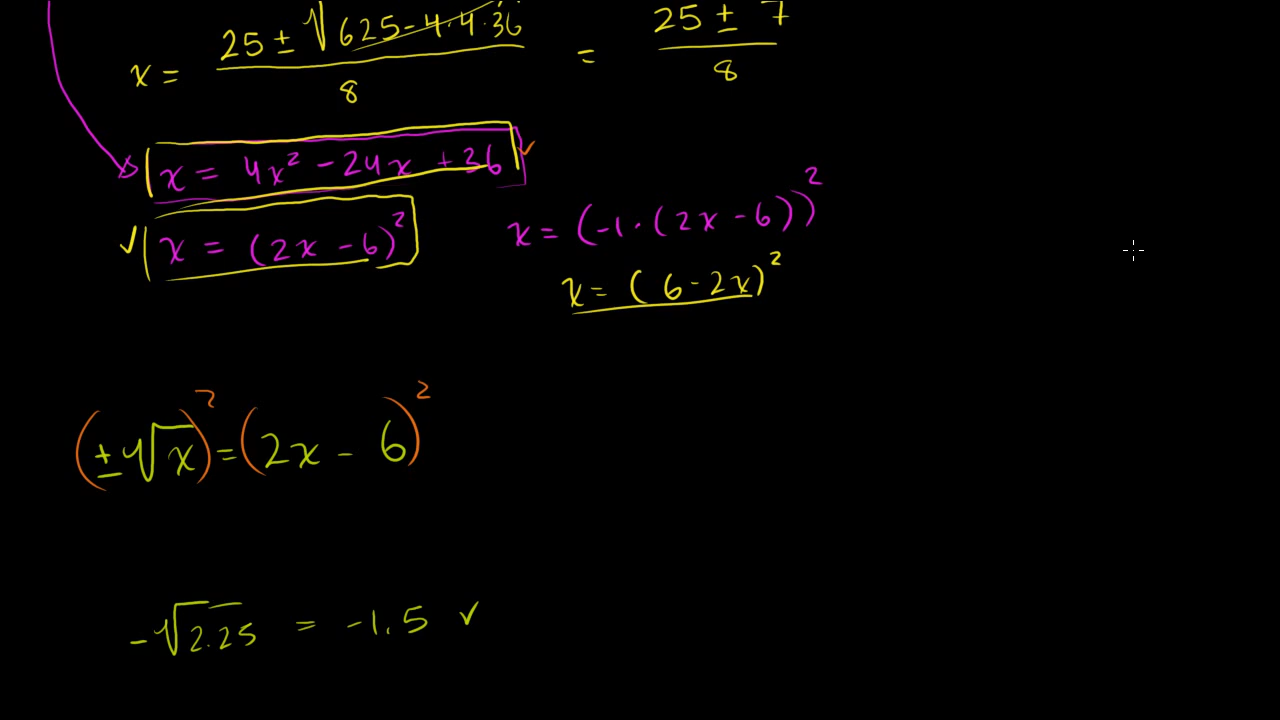 x = 25 ± √625 - 4·4·36 / 8 = 25 ± 7 / 8
x = 4x² - 24x + 36 ✓
✓ x = (2x - 6)²
x = (-1·(2x - 6))²
x = (6 - 2x)²
(± √x)² = (2x - 6)²
-√2.25 = -1.5 ✓